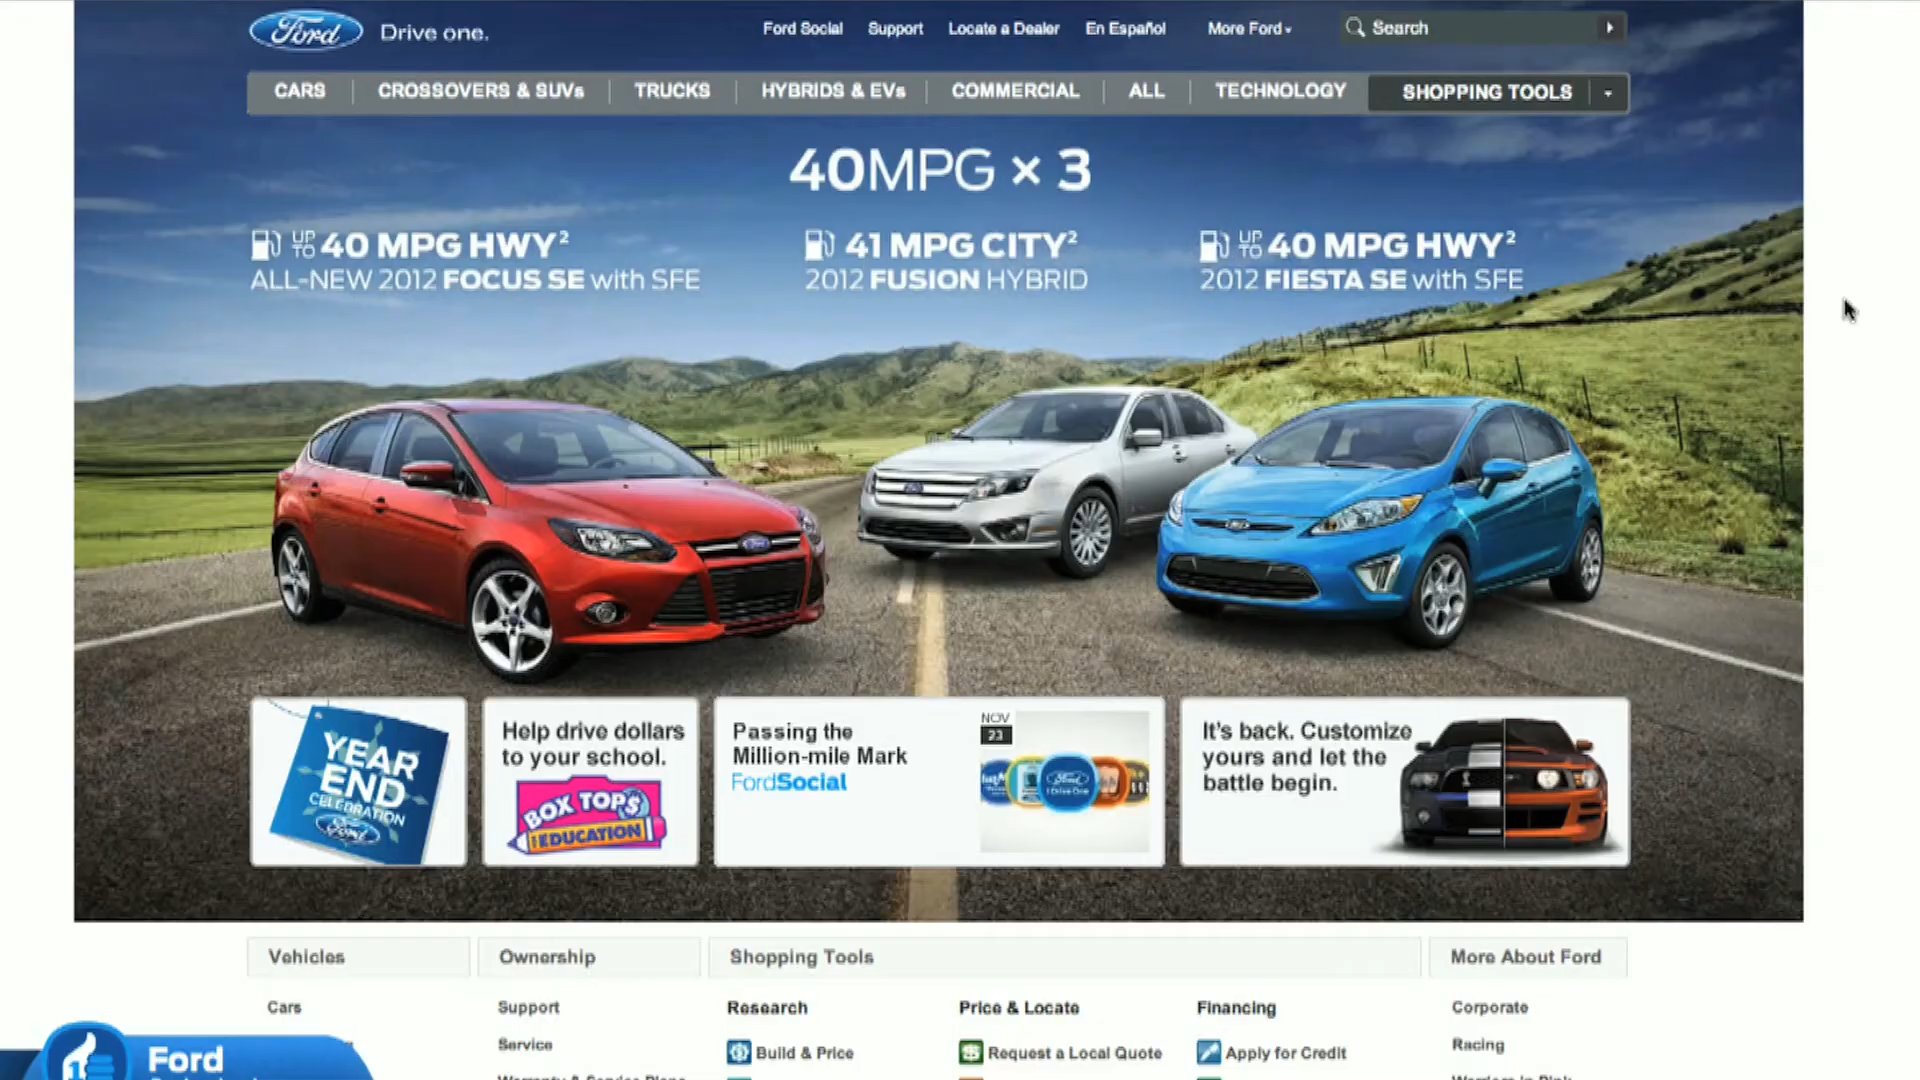 Ford
Drive one.
Ford Social
Support
Locate a Dealer
En Español
More Ford
Search
CARS
CROSSOVERS & SUVs
TRUCKS
HYBRIDS & EVs
COMMERCIAL
ALL
TECHNOLOGY
SHOPPING TOOLS
40MPG × 3
UP TO 40 MPG HWY²
ALL-NEW 2012 FOCUS SE with SFE
41 MPG CITY²
2012 FUSION HYBRID
UP TO 40 MPG HWY²
2012 FIESTA SE with SFE
YEAR
END
CELEBRATION
Ford
Help drive dollars
to your school.
BOX TOPS
EDUCATION
Passing the
Million-mile Mark
FordSocial
NOV
23
It's back. Customize
yours and let the
battle begin.
Vehicles
Ownership
Shopping Tools
More About Ford
Cars
Support
Research
Price & Locate
Financing
Corporate
Service
Build & Price
Request a Local Quote
Apply for Credit
Racing
Ford